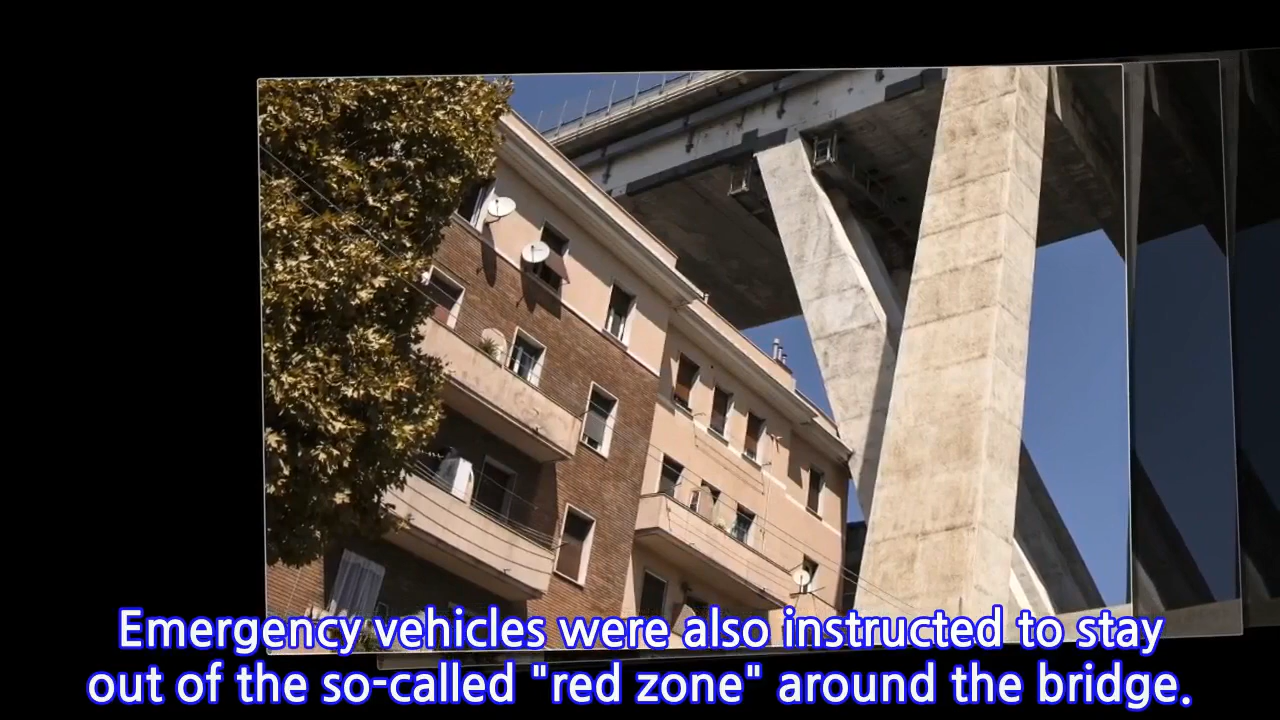 Emergency vehicles were also instructed to stay
out of the so-called "red zone" around the bridge.